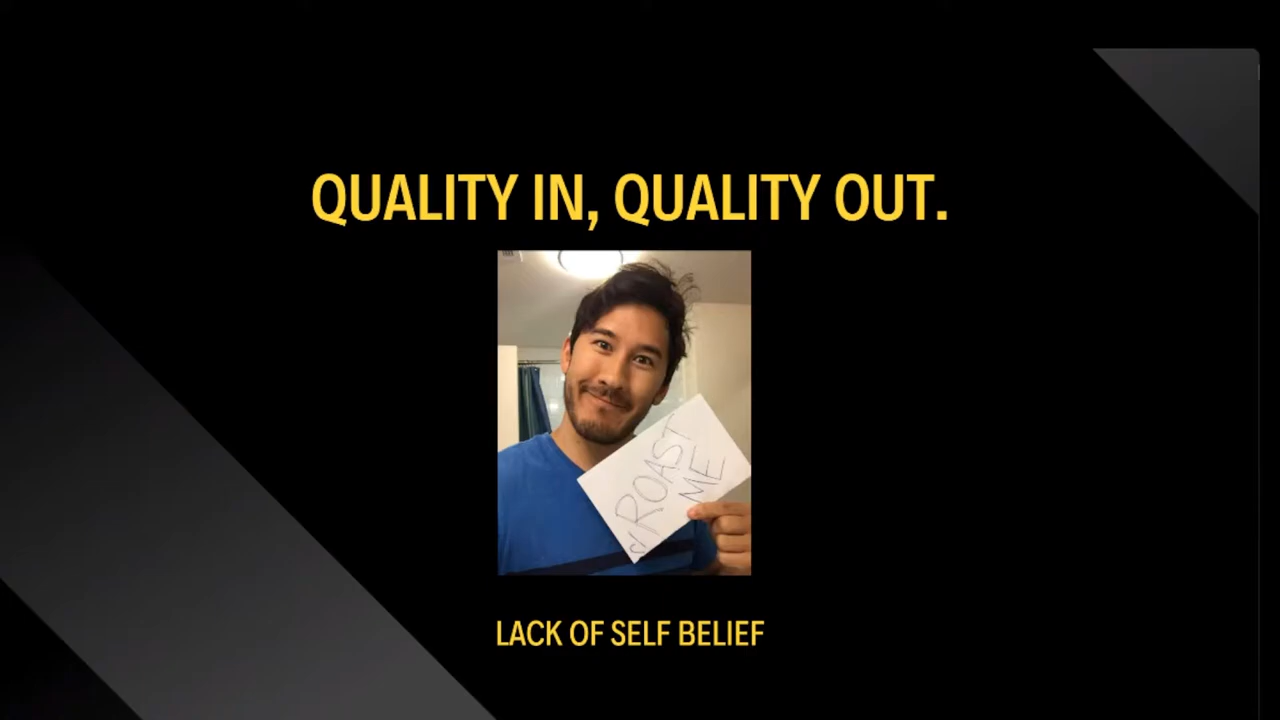 QUALITY IN, QUALITY OUT.
r/ROAST
ME
LACK OF SELF BELIEF